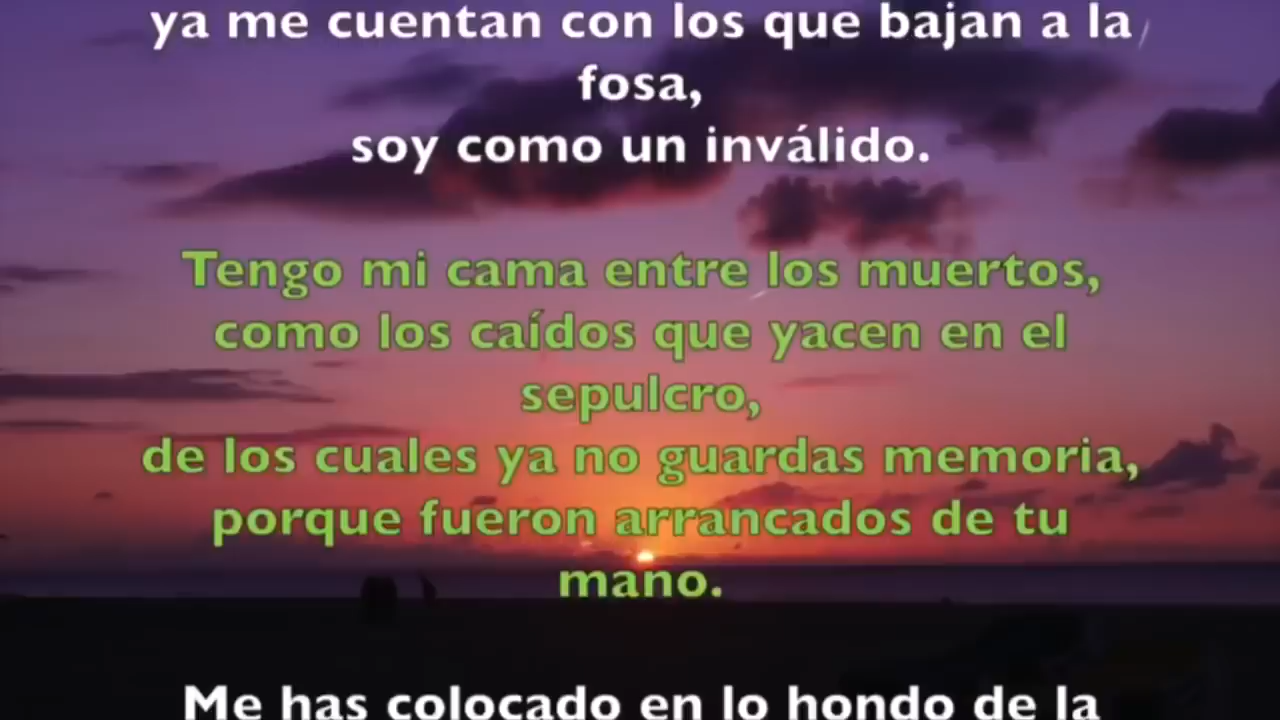 ya me cuentan con los que bajan a la
fosa,
soy como un inválido.
Tengo mi cama entre los muertos,
como los caídos que yacen en el
sepulcro,
de los cuales ya no guardas memoria,
porque fueron arrancados de tu
mano.
Me has colocado en lo hondo de la